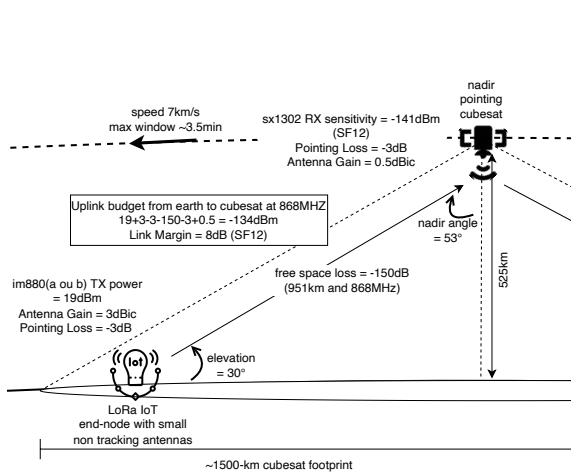 nadir
pointing
cubesat
speed 7km/s
max window ~3.5min
sx1302 RX sensitivity = -141dBm
(SF12)
Pointing Loss = -3dB
Antenna Gain = 0.5dBic
Uplink budget from earth to cubesat at 868MHZ
19+3-3-150-3+0.5 = -134dBm
Link Margin = 8dB (SF12)
nadir angle
= 53°
free space loss = -150dB
(951km and 868MHz)
525km
im880(a ou b) TX power
= 19dBm
Antenna Gain = 3dBic
Pointing Loss = -3dB
Iot
elevation
= 30°
LoRa IoT
end-node with small
non tracking antennas
~1500-km cubesat footprint